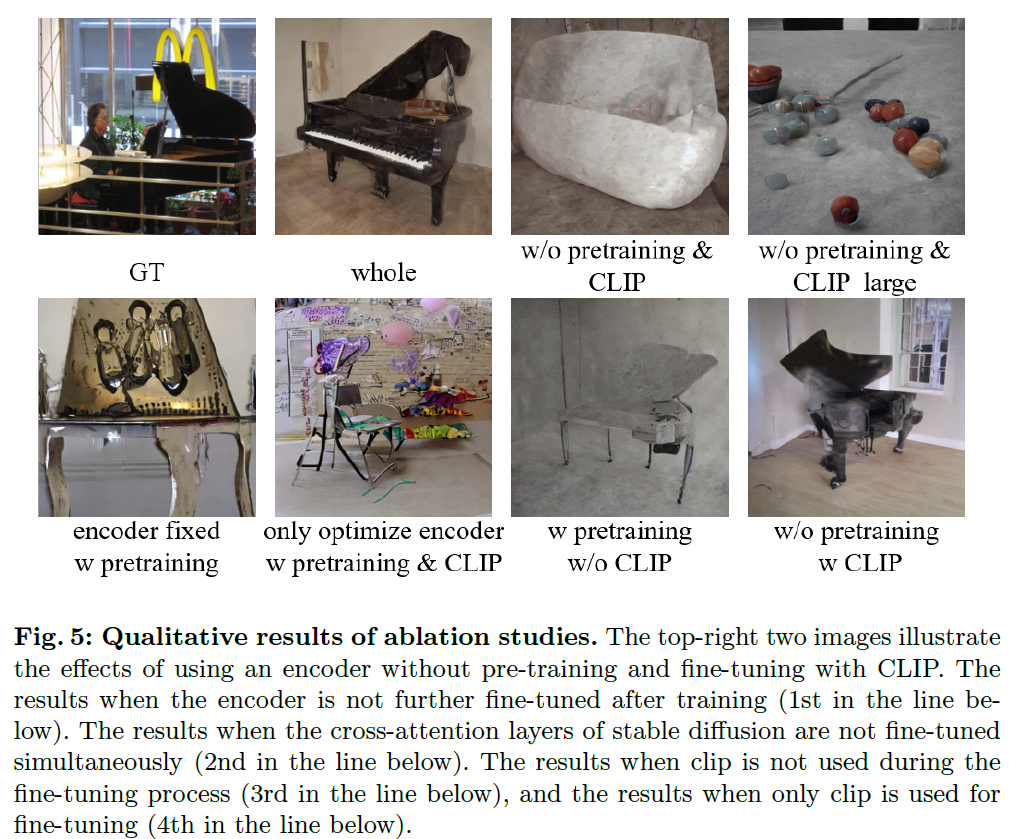 GT
whole
w/o pretraining &
CLIP
w/o pretraining &
CLIP large
encoder fixed
w pretraining
only optimize encoder
w pretraining & CLIP
w pretraining
w/o CLIP
w/o pretraining
w CLIP
Fig. 5: Qualitative results of ablation studies. The top-right two images illustrate
the effects of using an encoder without pre-training and fine-tuning with CLIP. The
results when the encoder is not further fine-tuned after training (1st in the line be-
low). The results when the cross-attention layers of stable diffusion are not fine-tuned
simultaneously (2nd in the line below). The results when clip is not used during the
fine-tuning process (3rd in the line below), and the results when only clip is used for
fine-tuning (4th in the line below).